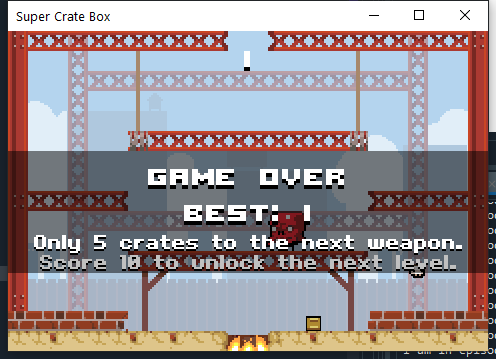 Super Crate Box
1
GAME OVER
BEST: 1
Only 5 crates to the next weapon.
Score 10 to unlock the next level.